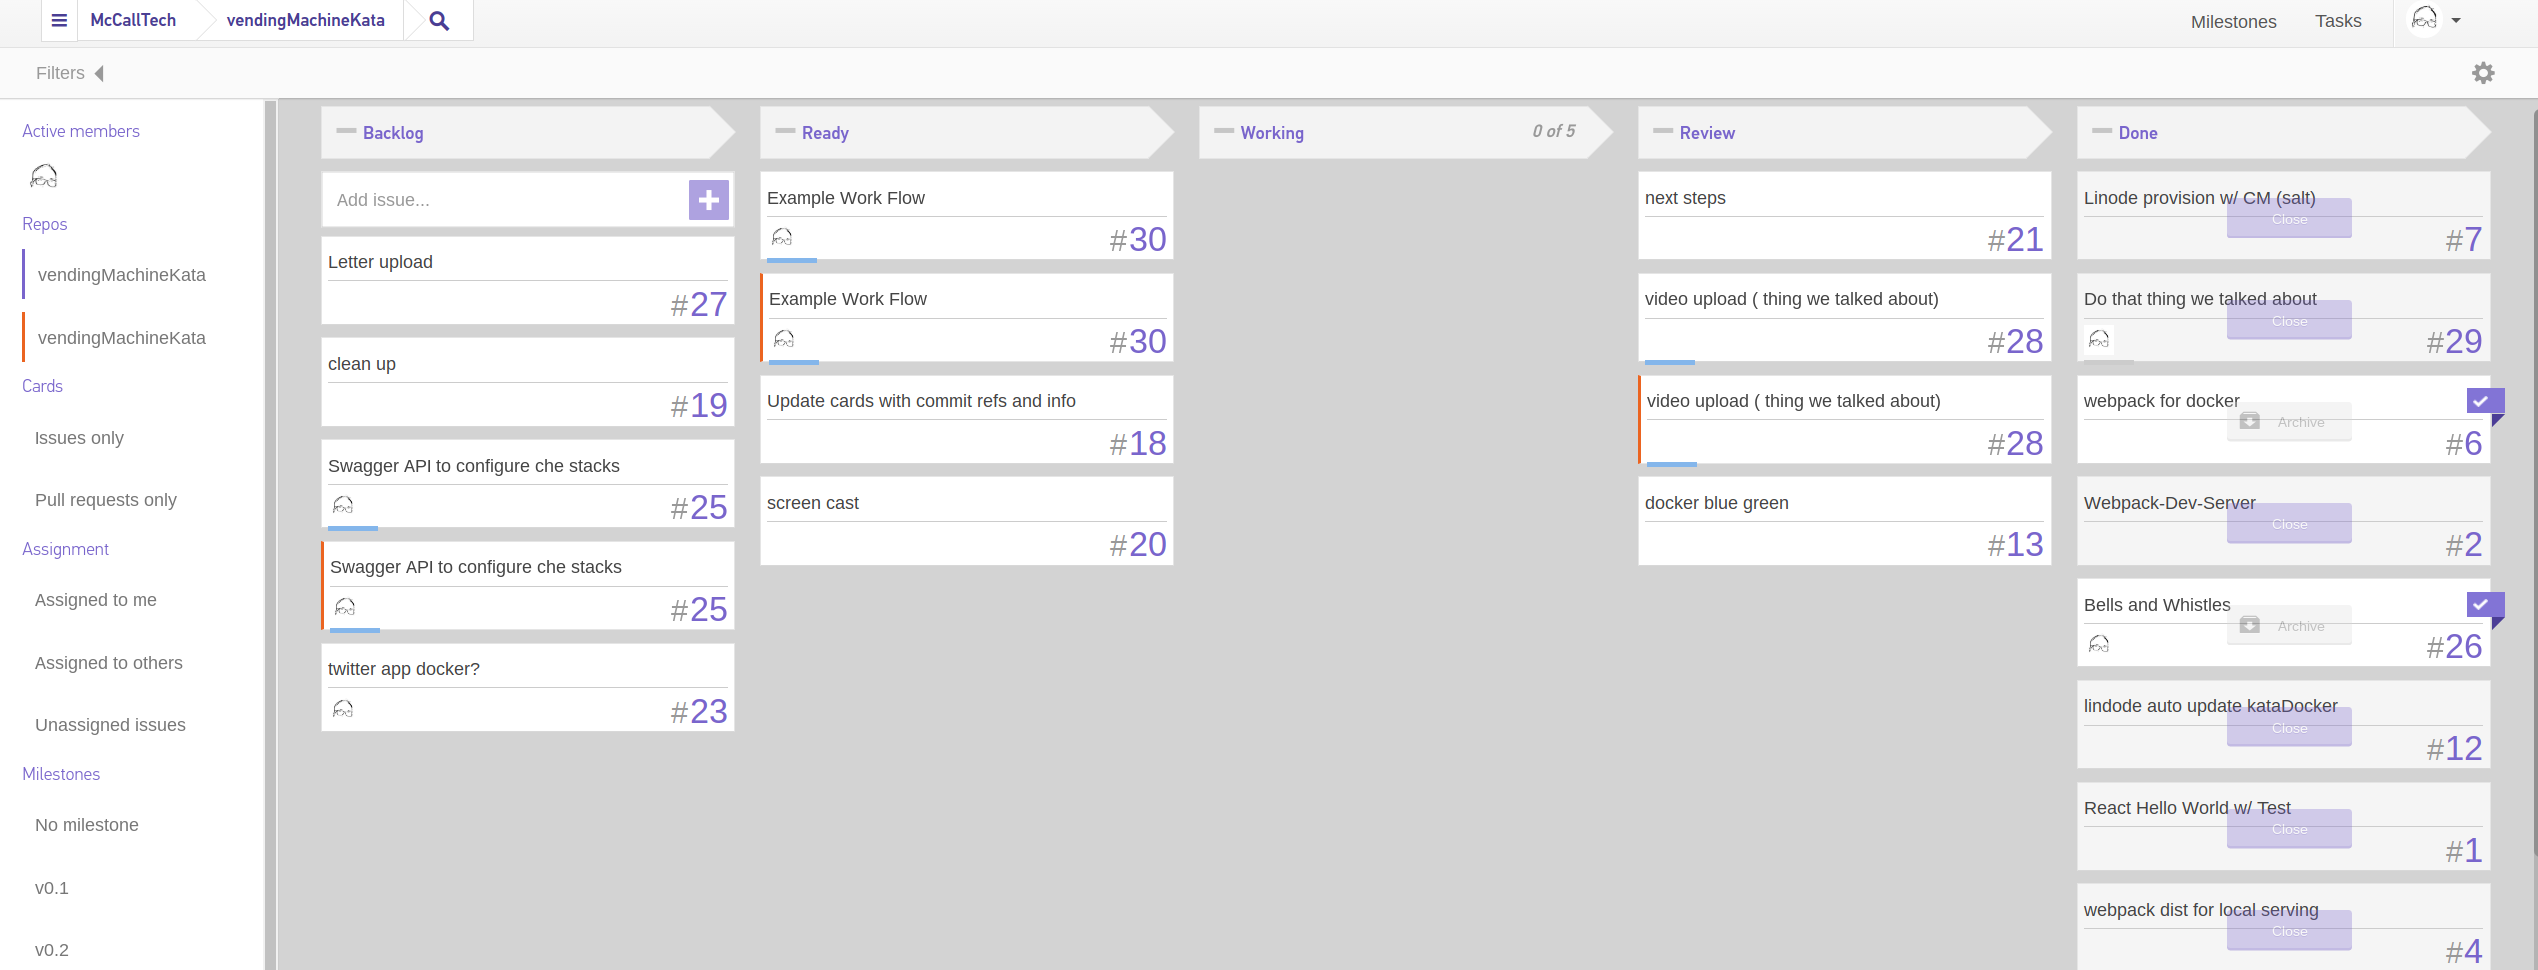 McCallTech
vendingMachineKata
Milestones
Tasks
Filters
Active members
Repos
vendingMachineKata
vendingMachineKata
Cards
Issues only
Pull requests only
Assignment
Assigned to me
Assigned to others
Unassigned issues
Milestones
No milestone
v0.1
v0.2
Backlog
Add issue...
Letter upload
#27
clean up
#19
Swagger API to configure che stacks
#25
Swagger API to configure che stacks
#25
twitter app docker?
#23
Ready
Example Work Flow
#30
Example Work Flow
#30
Update cards with commit refs and info
#18
screen cast
#20
Working
0 of 5
Review
next steps
#21
video upload ( thing we talked about)
#28
video upload ( thing we talked about)
#28
docker blue green
#13
Done
Linode provision w/ CM (salt)
Close
#7
Do that thing we talked about
Close
#29
webpack for docker
Archive
#6
Webpack-Dev-Server
Close
#2
Bells and Whistles
Archive
#26
lindode auto update kataDocker
Close
#12
React Hello World w/ Test
Close
#1
webpack dist for local serving
Close
#4